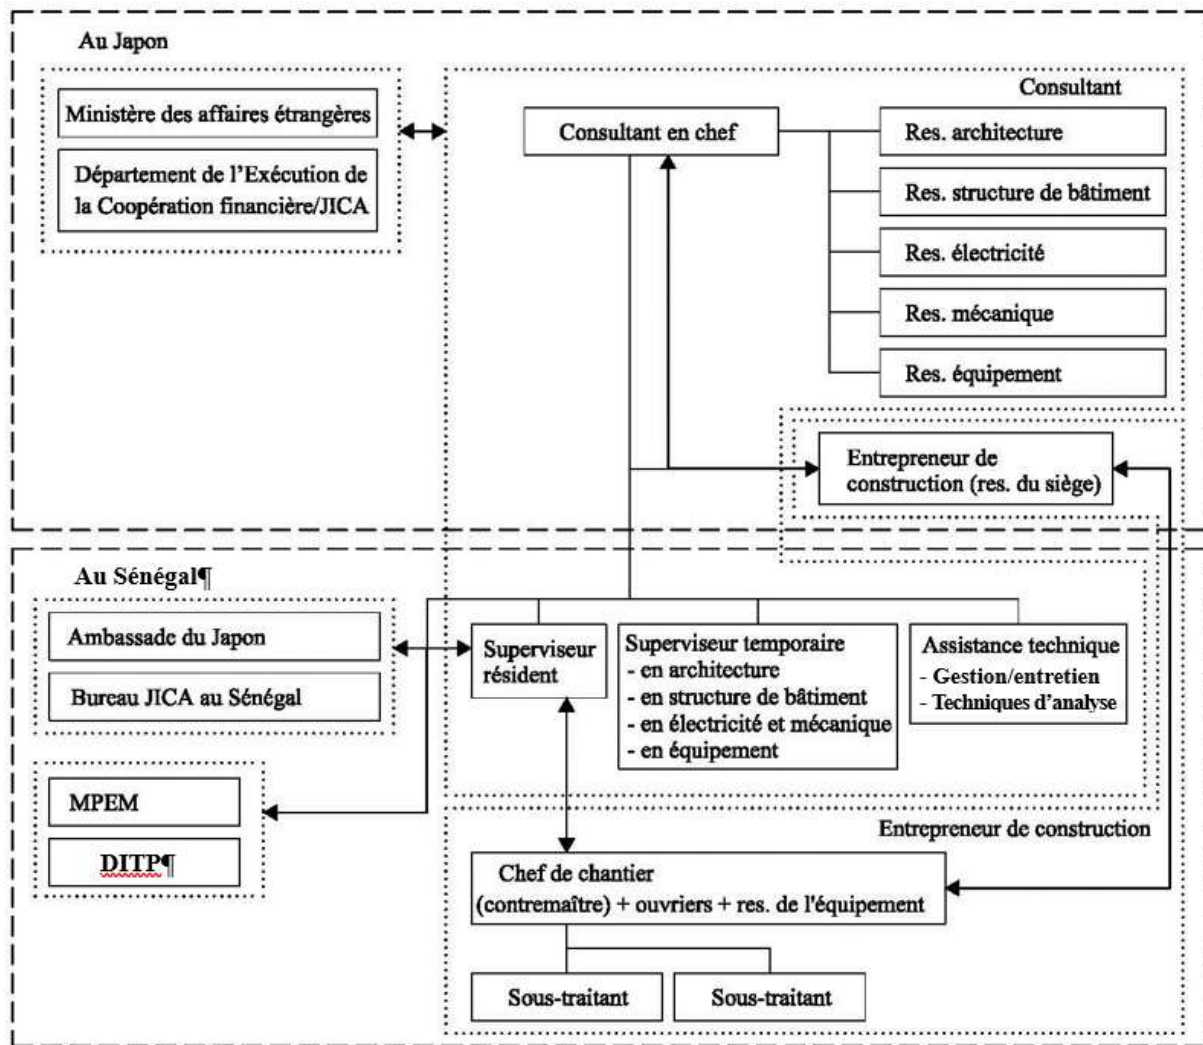 Au Japon
Ministère des affaires étrangères
Département de l'Exécution de
la Coopération financière/JICA
Consultant
Consultant en chef
Res. architecture
Res. structure de bâtiment
Res. électricité
Res. mécanique
Res. équipement
Entrepreneur de
construction (res. du siège)
Au Sénégal¶
Ambassade du Japon
Bureau JICA au Sénégal
MPEM
DITP¶
Superviseur
résident
Superviseur temporaire
- en architecture
- en structure de bâtiment
- en électricité et mécanique
- en équipement
Assistance technique
- Gestion/entretien
- Techniques d'analyse
Entrepreneur de construction
Chef de chantier
(contremaître) + ouvriers + res. de l'équipement
Sous-traitant
Sous-traitant